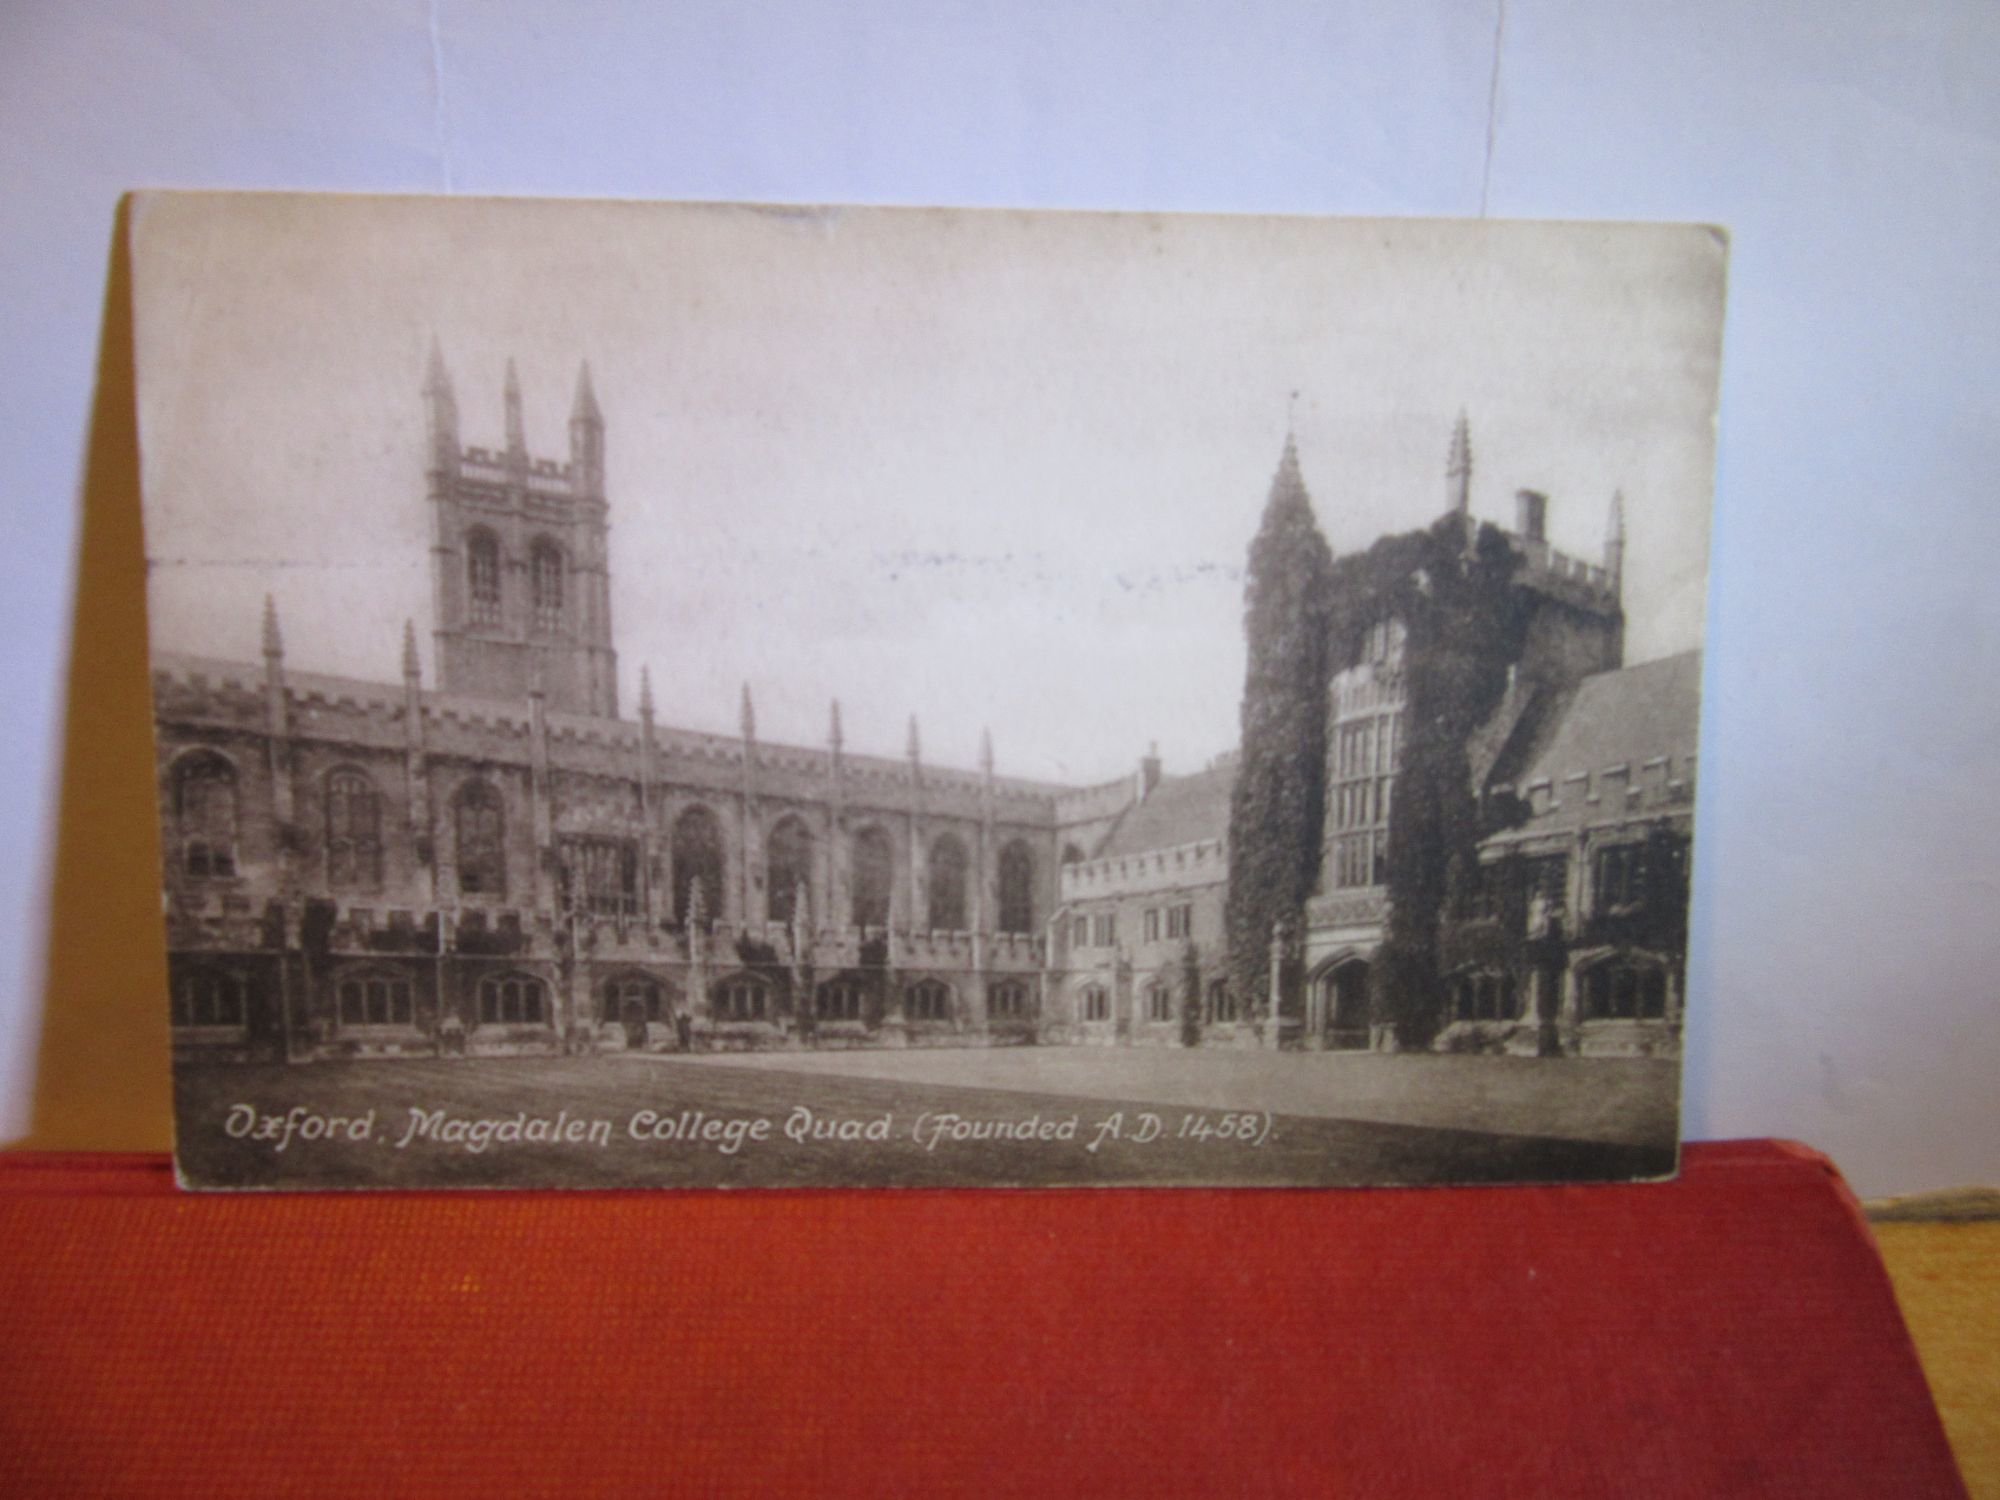 Oxford, Magdalen College Quad. (Founded A.D. 1458).